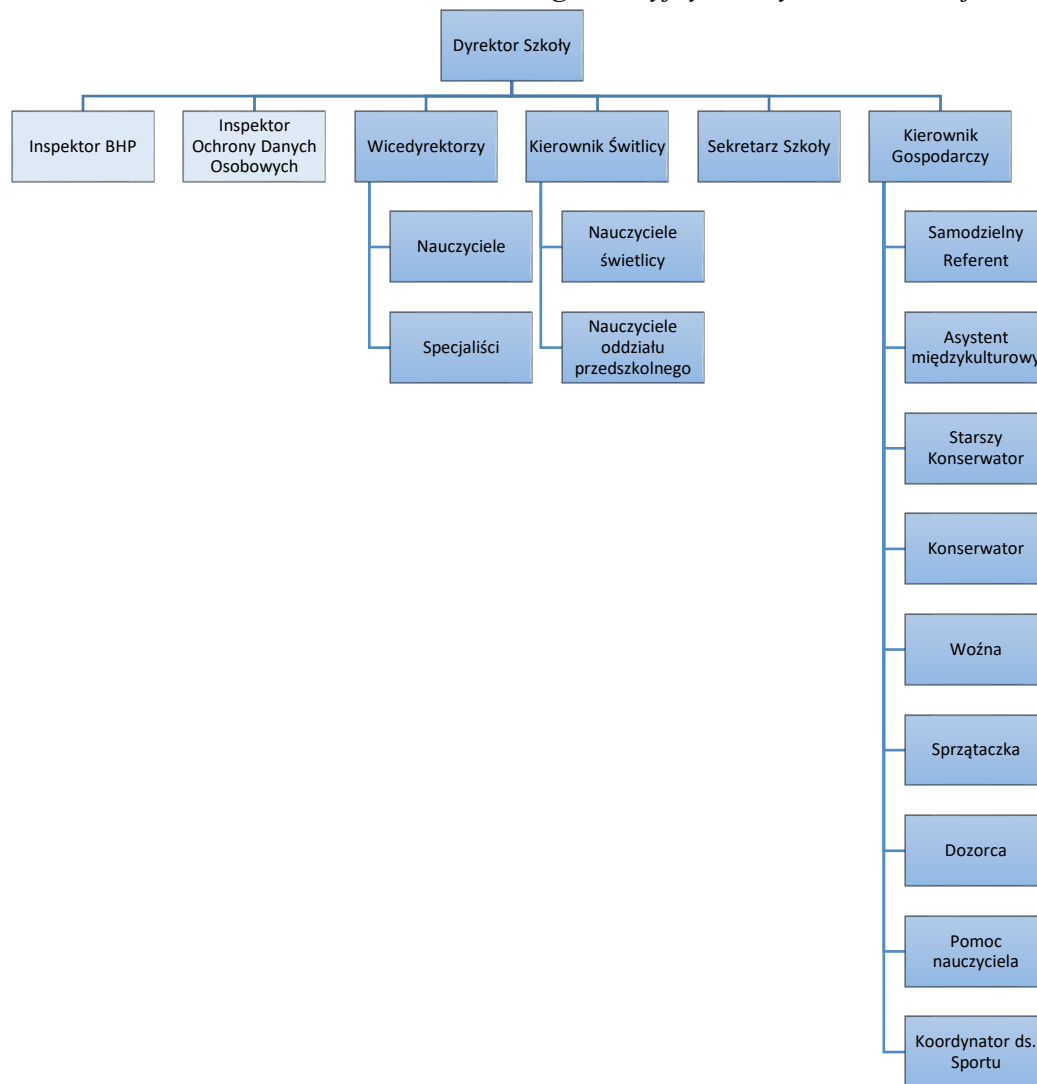 Dyrektor Szkoły
Inspektor BHP
Inspektor
Ochrony Danych
Osobowych
Wicedyrektorzy
Kierownik Świtlicy
Sekretarz Szkoły
Kierownik
Gospodarczy
Nauczyciele
Specjaliści
Nauczyciele
świetlicy
Nauczyciele
oddziału
przedszkolnego
Samodzielny
Referent
Asystent
międzykulturowy
Starszy
Konserwator
Konserwator
Woźna
Sprzątaczka
Dozorca
Pomoc
nauczyciela
Koordynator ds.
Sportu